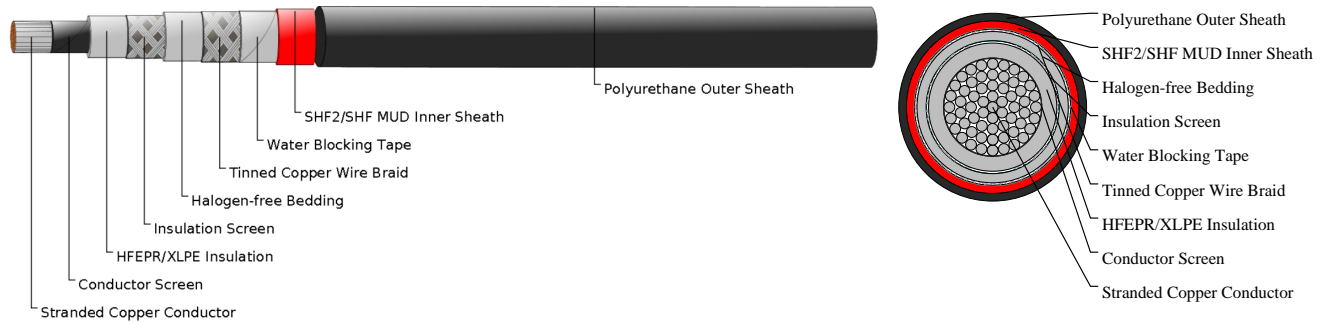 Polyurethane Outer Sheath
SHF2/SHF MUD Inner Sheath
Water Blocking Tape
Tinned Copper Wire Braid
Halogen-free Bedding
Insulation Screen
HFEPR/XLPE Insulation
Conductor Screen
Stranded Copper Conductor
Polyurethane Outer Sheath
SHF2/SHF MUD Inner Sheath
Halogen-free Bedding
Insulation Screen
Water Blocking Tape
Tinned Copper Wire Braid
HFEPR/XLPE Insulation
Conductor Screen
Stranded Copper Conductor